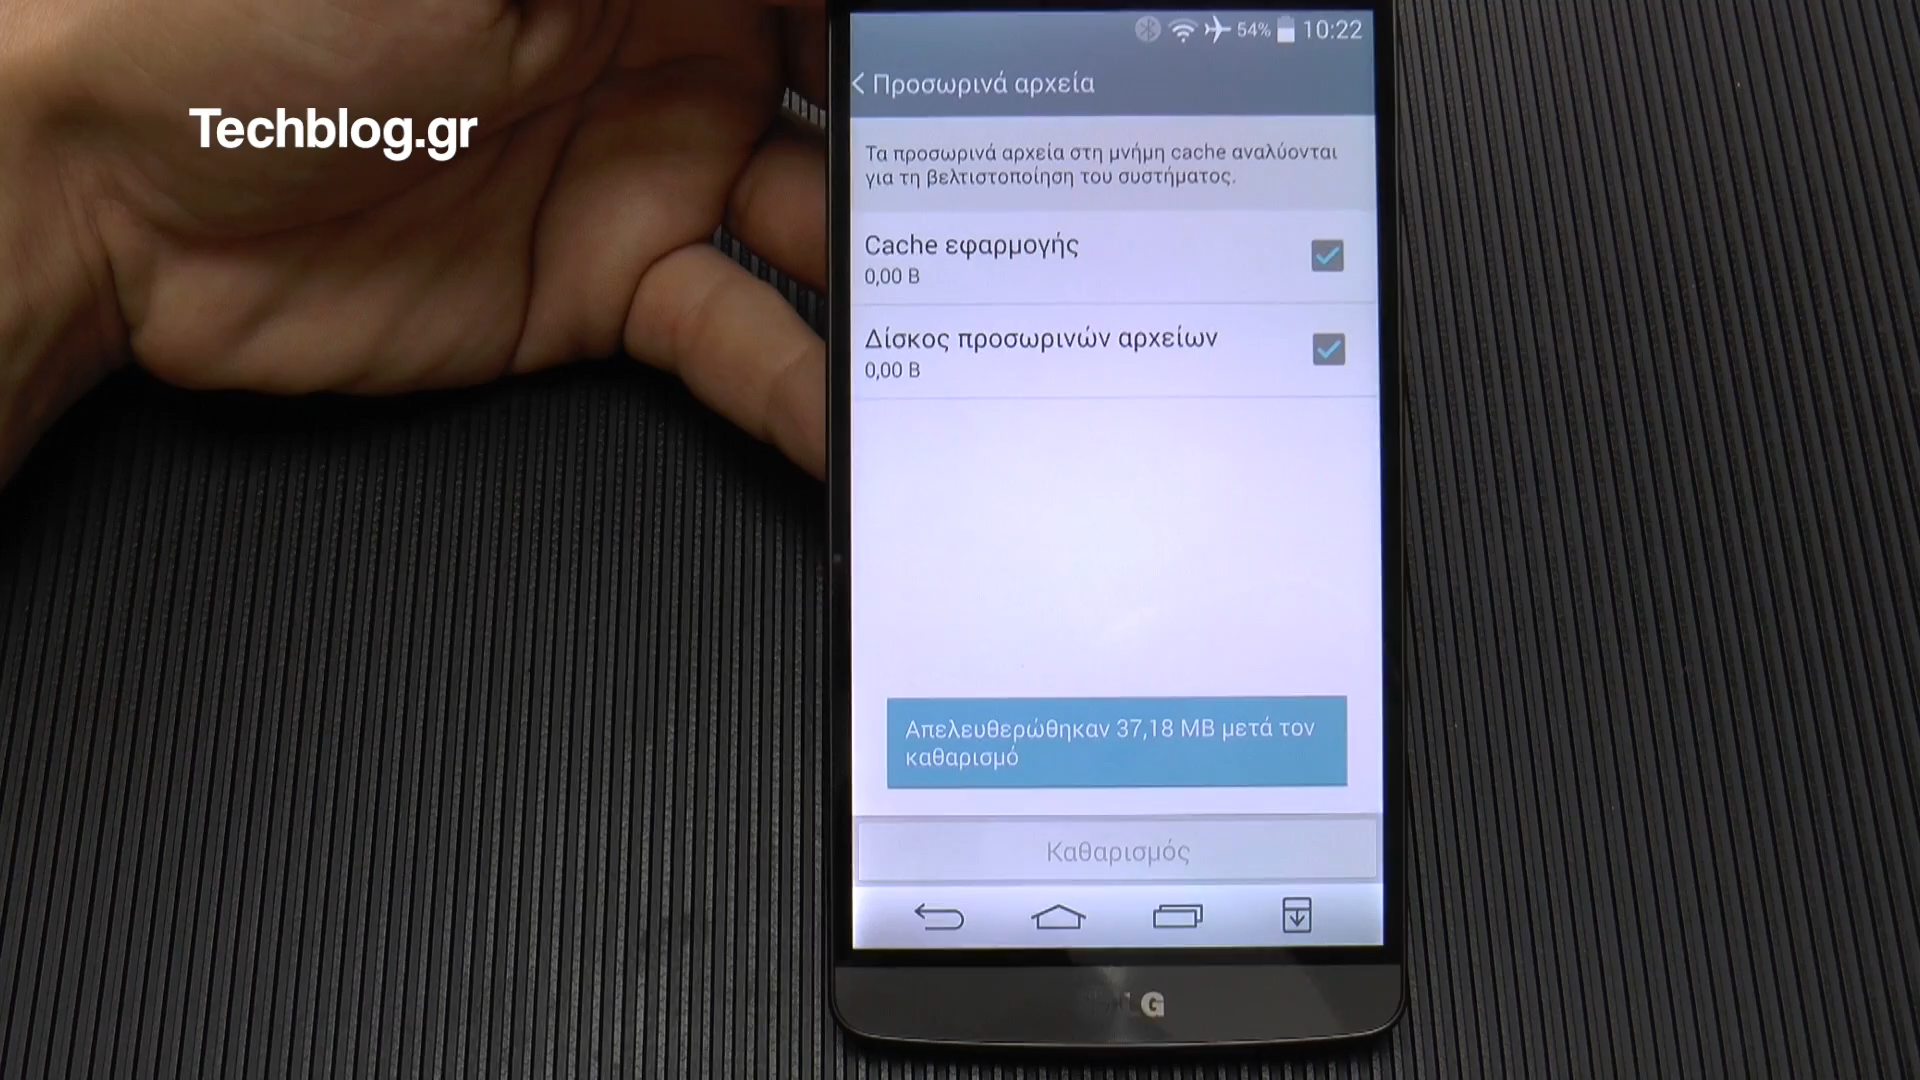 Techblog.gr
54% 10:22
Προσωρινά αρχεία
Τα προσωρινά αρχεία στη μνήμη cache αναλύονται
για τη βελτιστοποίηση του συστήματος.
Cache εφαρμογής
0,00 B
Δίσκος προσωρινών αρχείων
0,00 B
Απελευθερώθηκαν 37,18 MB μετά τον
καθαρισμό
Καθαρισμός
LG